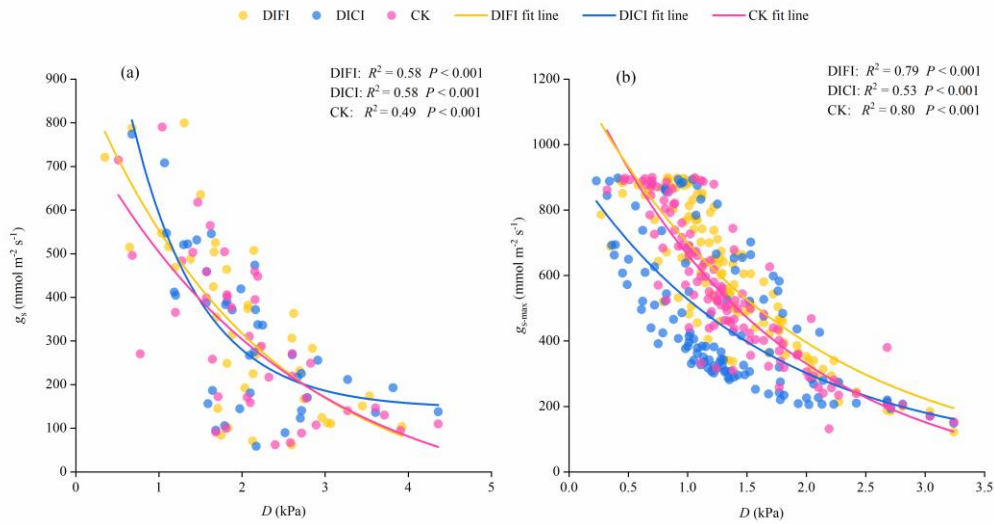 DIFI DICI CK DIFI fit line DICI fit line CK fit line
(a)
DIFI: R² = 0.58 P < 0.001
DICI: R² = 0.58 P < 0.001
CK: R² = 0.49 P < 0.001
900
800
700
600
500
400
300
200
100
0
gs (mmol m⁻² s⁻¹)
0 1 2 3 4 5
D (kPa)
(b)
DIFI: R² = 0.79 P < 0.001
DICI: R² = 0.53 P < 0.001
CK: R² = 0.80 P < 0.001
1200
1000
800
600
400
200
0
gs-max (mmol m⁻² s⁻¹)
0.0 0.5 1.0 1.5 2.0 2.5 3.0 3.5
D (kPa)